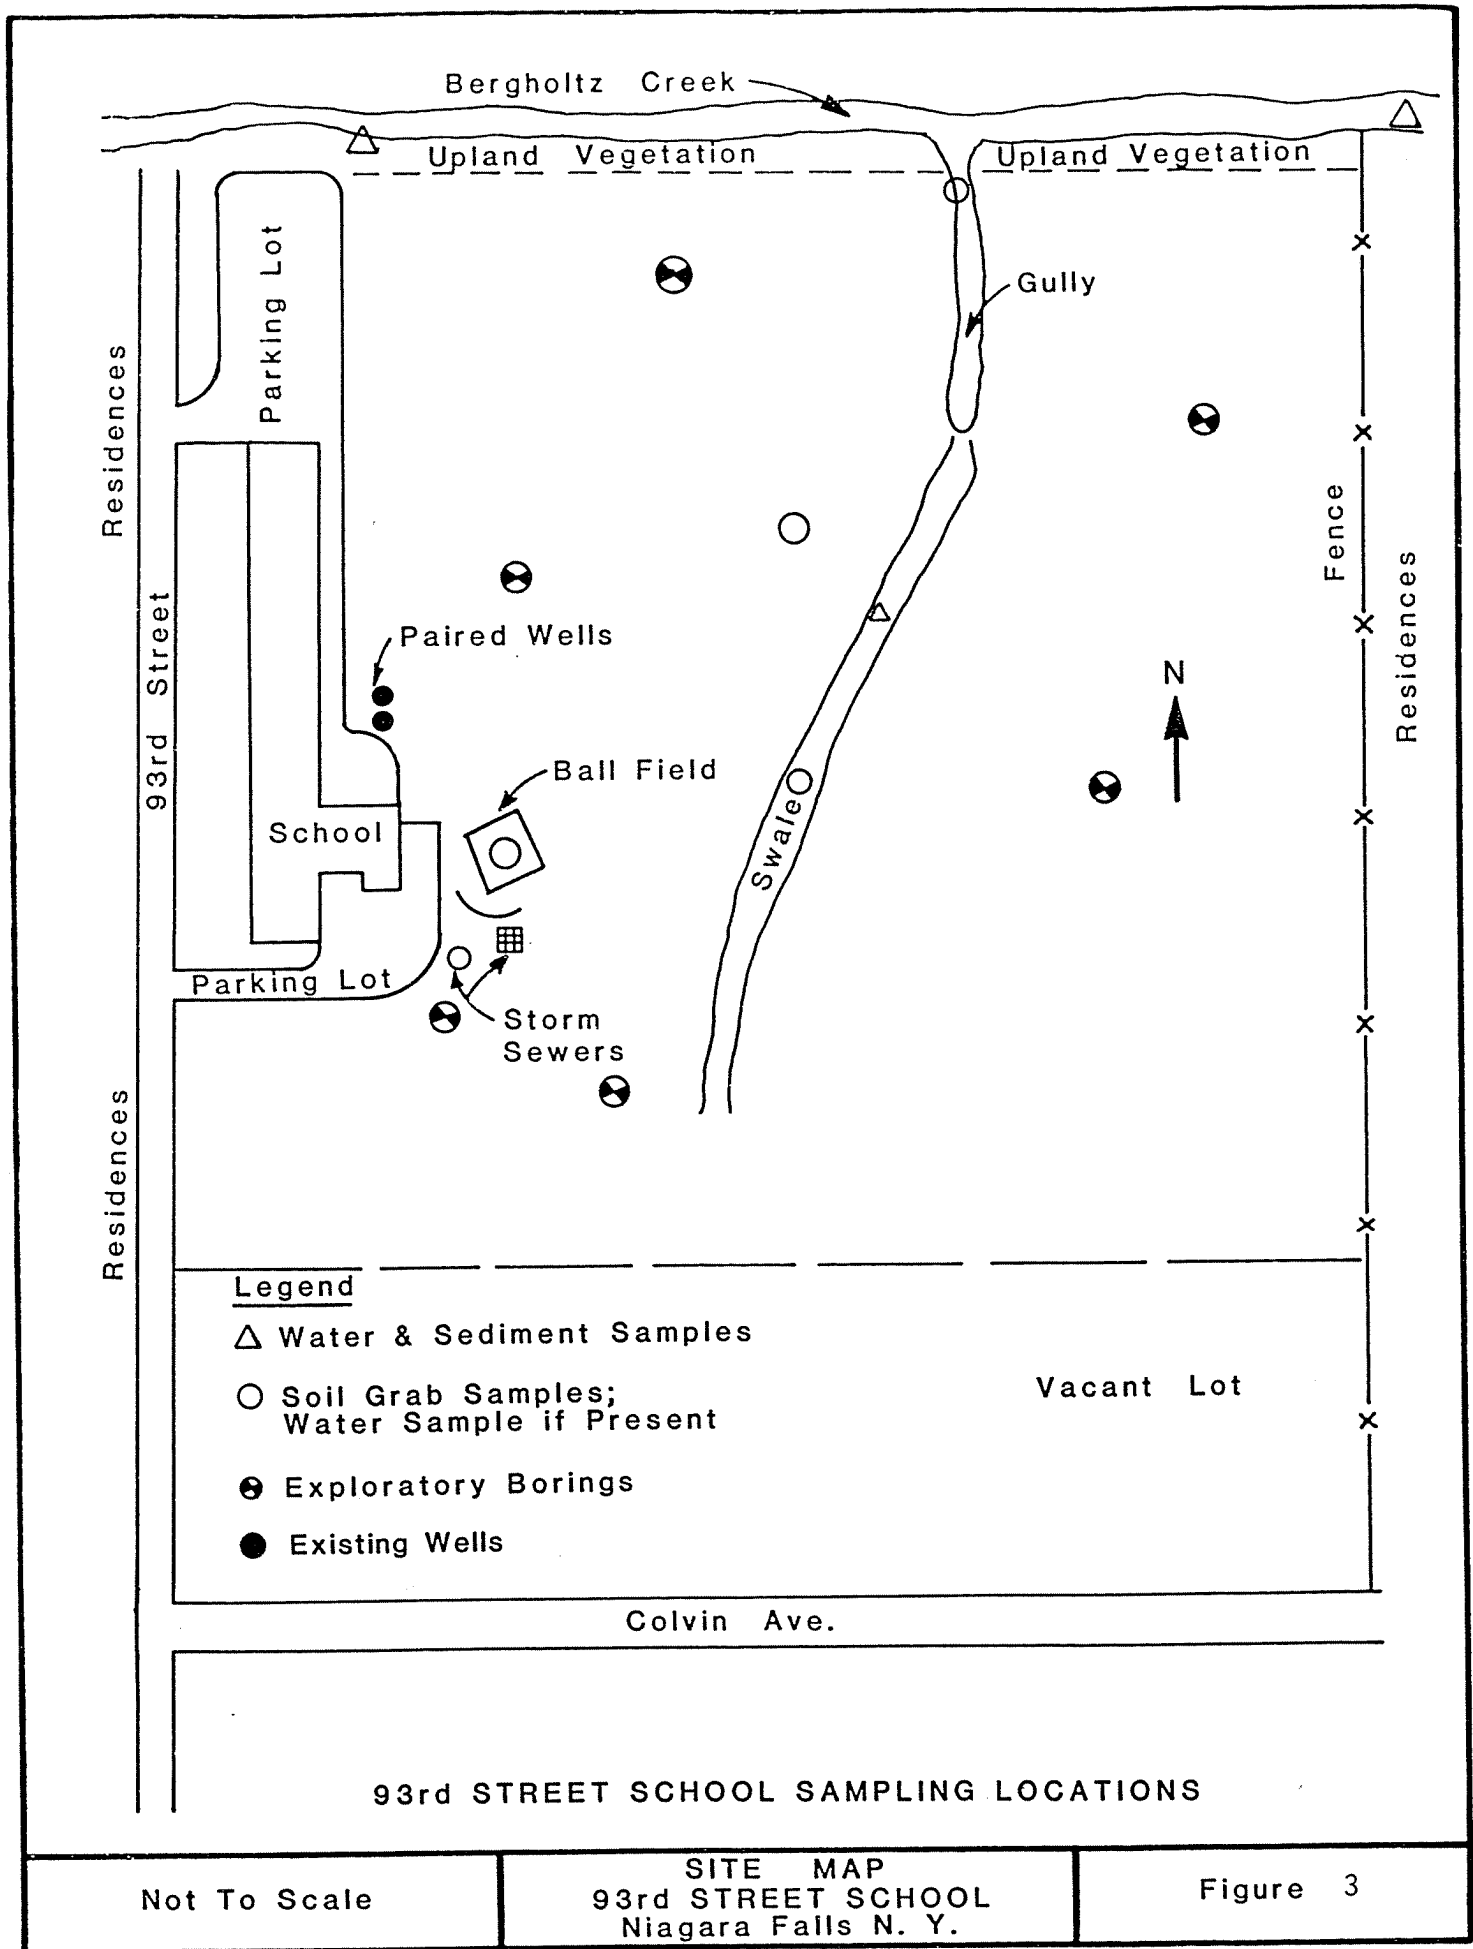 Bergholtz Creek
Upland Vegetation
Upland Vegetation
Parking Lot
Gully
Residences
Fence
Residences
93rd Street
Paired Wells
N
Ball Field
School
Swale
Parking Lot
Storm
Sewers
Residences
Legend
Water & Sediment Samples
Soil Grab Samples;
Water Sample if Present
Exploratory Borings
Existing Wells
Vacant Lot
Colvin Ave.
93rd STREET SCHOOL SAMPLING LOCATIONS
Not To Scale
SITE MAP
93rd STREET SCHOOL
Niagara Falls N. Y.
Figure 3